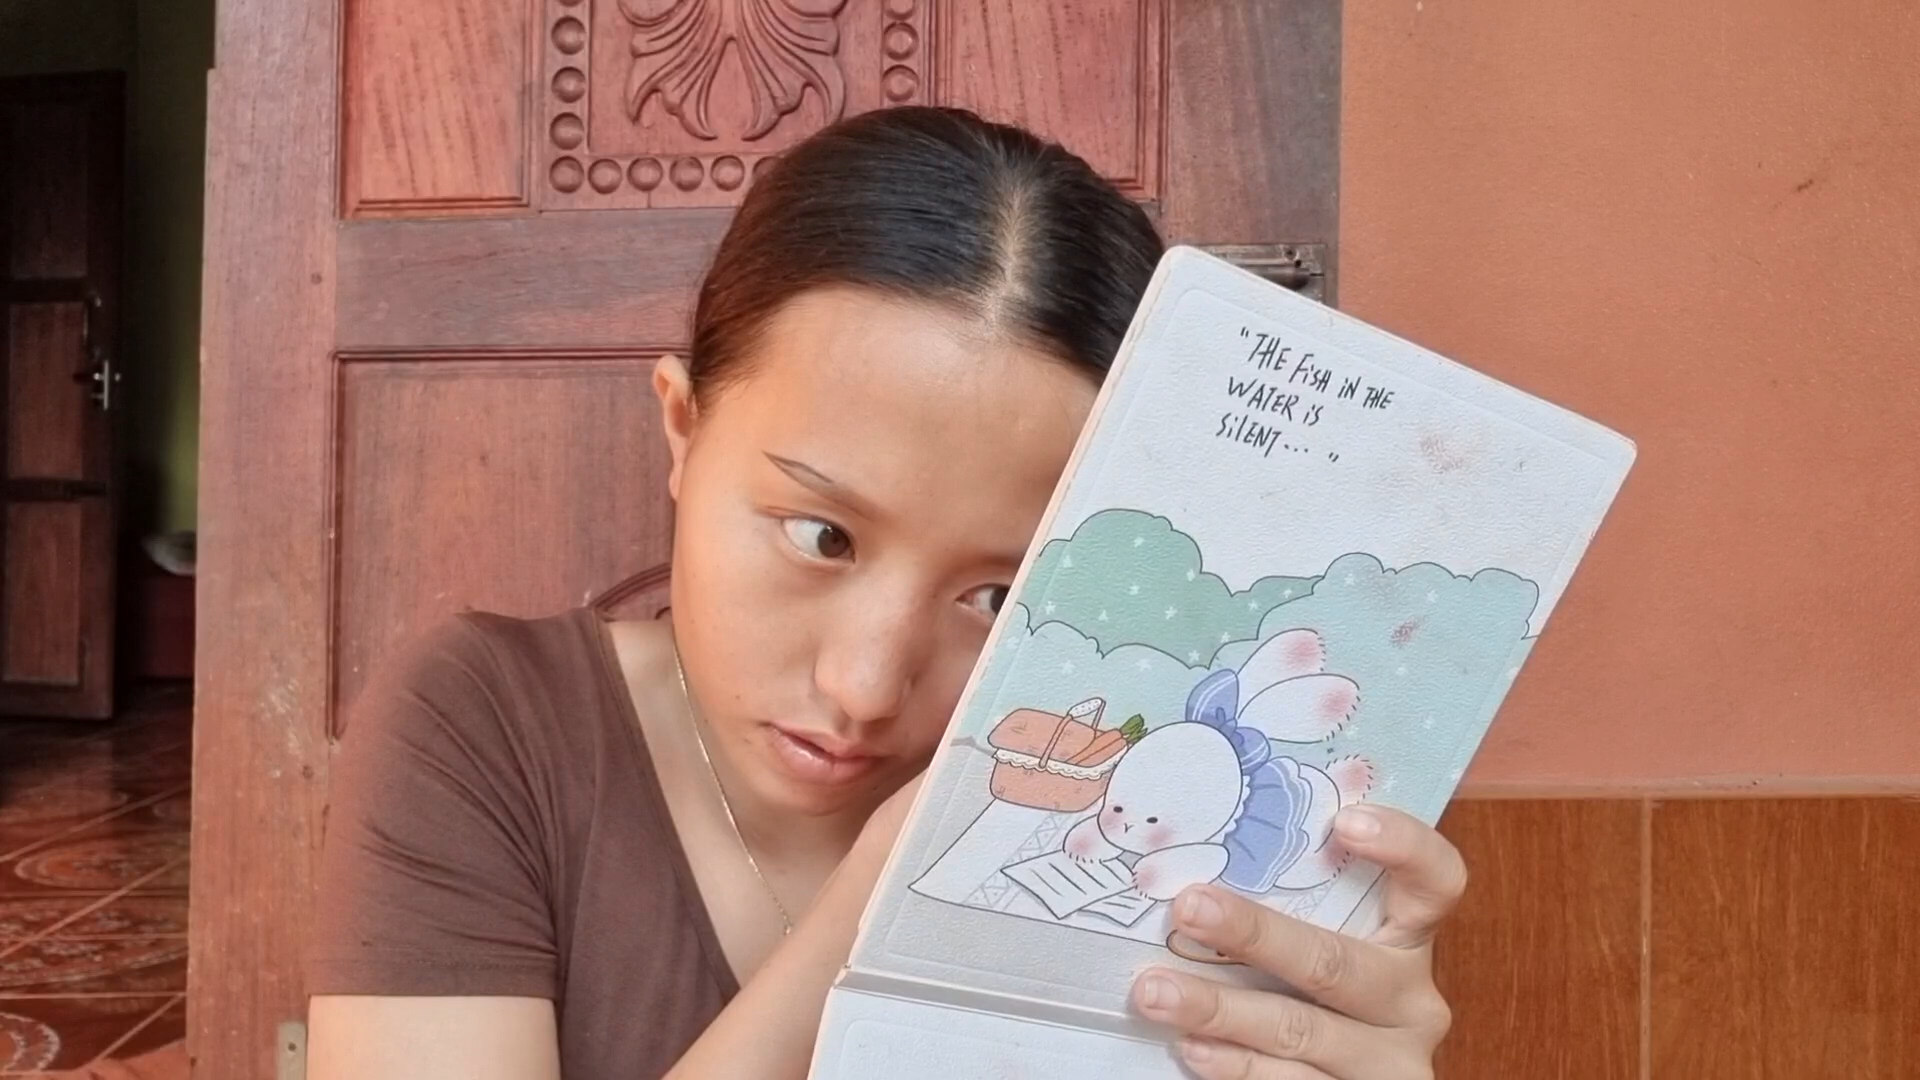 "THE FiSH iN THE
WATER iS
SiLENT... "